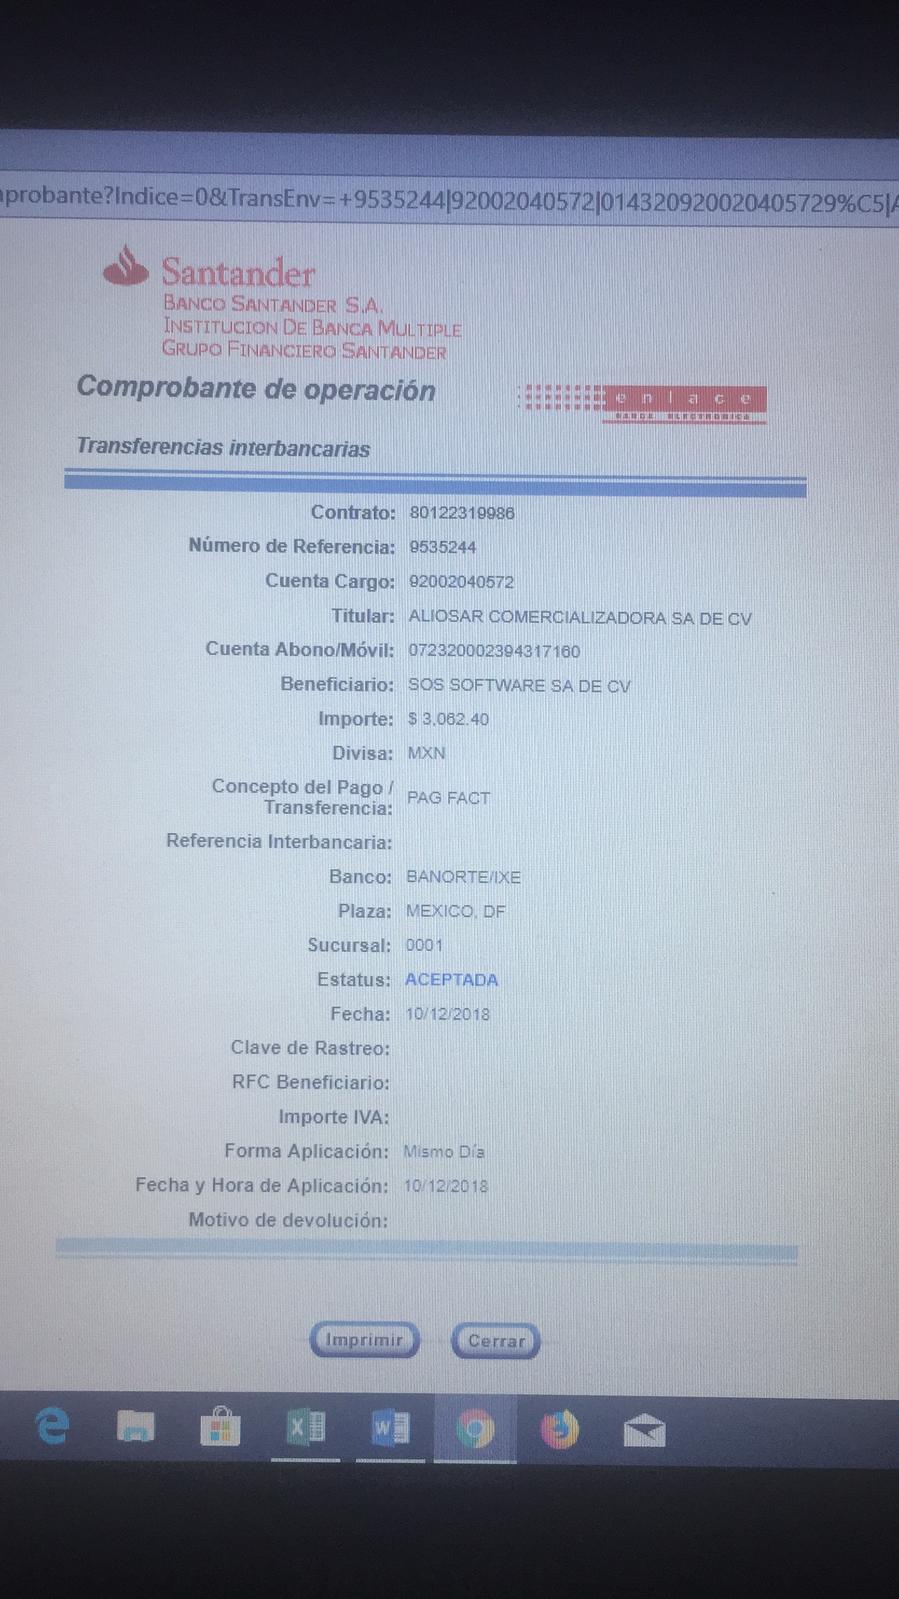 probante?Indice=0&TransEnv=+9535244|92002040572|014320920020405729%C5|A
Santander
BANCO SANTANDER S.A.
INSTITUCION DE BANCA MULTIPLE
GRUPO FINANCIERO SANTANDER
Comprobante de operación
enlace
BANCA ELECTRONICA
Transferencias interbancarias
Contrato: 80122319986
Número de Referencia: 9535244
Cuenta Cargo: 92002040572
Titular: ALIOSAR COMERCIALIZADORA SA DE CV
Cuenta Abono/Móvil: 072320002394317160
Beneficiario: SOS SOFTWARE SA DE CV
Importe: $ 3,062.40
Divisa: MXN
Concepto del Pago /
Transferencia: PAG FACT
Referencia Interbancaria:
Banco: BANORTE/IXE
Plaza: MEXICO, DF
Sucursal: 0001
Estatus: ACEPTADA
Fecha: 10/12/2018
Clave de Rastreo:
RFC Beneficiario:
Importe IVA:
Forma Aplicación: Mismo Día
Fecha y Hora de Aplicación: 10/12/2018
Motivo de devolución:
Imprimir Cerrar